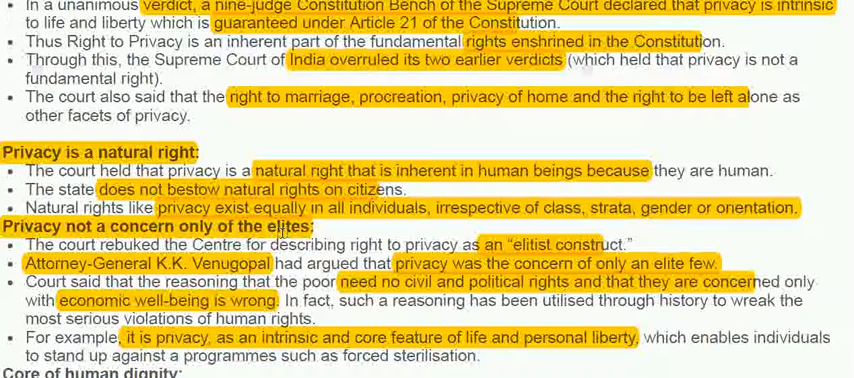 • In a unanimous verdict, a nine-judge Constitution Bench of the Supreme Court declared that privacy is intrinsic
to life and liberty which is guaranteed under Article 21 of the Constitution.
• Thus Right to Privacy is an inherent part of the fundamental rights enshrined in the Constitution.
• Through this, the Supreme Court of India overruled its two earlier verdicts (which held that privacy is not a
fundamental right).
• The court also said that the right to marriage, procreation, privacy of home and the right to be left alone as
other facets of privacy.
Privacy is a natural right:
• The court held that privacy is a natural right that is inherent in human beings because they are human.
• The state does not bestow natural rights on citizens.
• Natural rights like privacy exist equally in all individuals, irrespective of class, strata, gender or orientation.
Privacy not a concern only of the elites:
• The court rebuked the Centre for describing right to privacy as an “elitist construct.”
• Attorney-General K.K. Venugopal had argued that privacy was the concern of only an elite few.
• Court said that the reasoning that the poor need no civil and political rights and that they are concerned only
with economic well-being is wrong. In fact, such a reasoning has been utilised through history to wreak the
most serious violations of human rights.
• For example, it is privacy, as an intrinsic and core feature of life and personal liberty, which enables individuals
to stand up against a programmes such as forced sterilisation.
Core of human dignity: